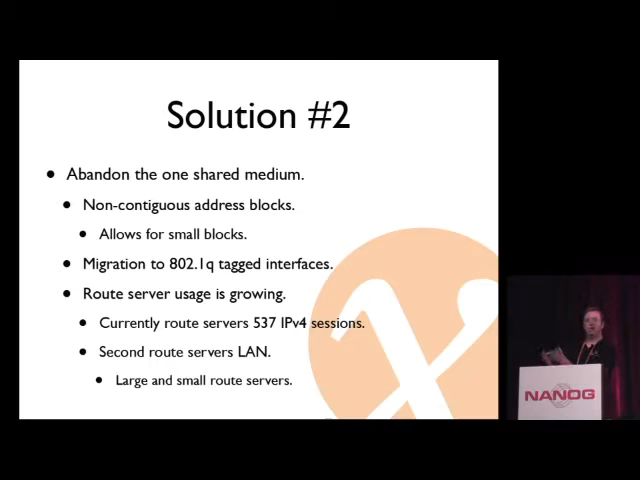 Solution #2
• Abandon the one shared medium.
• Non-contiguous address blocks.
• Allows for small blocks.
• Migration to 802.1q tagged interfaces.
• Route server usage is growing.
• Currently route servers 537 IPv4 sessions.
• Second route servers LAN.
• Large and small route servers.
NANOG